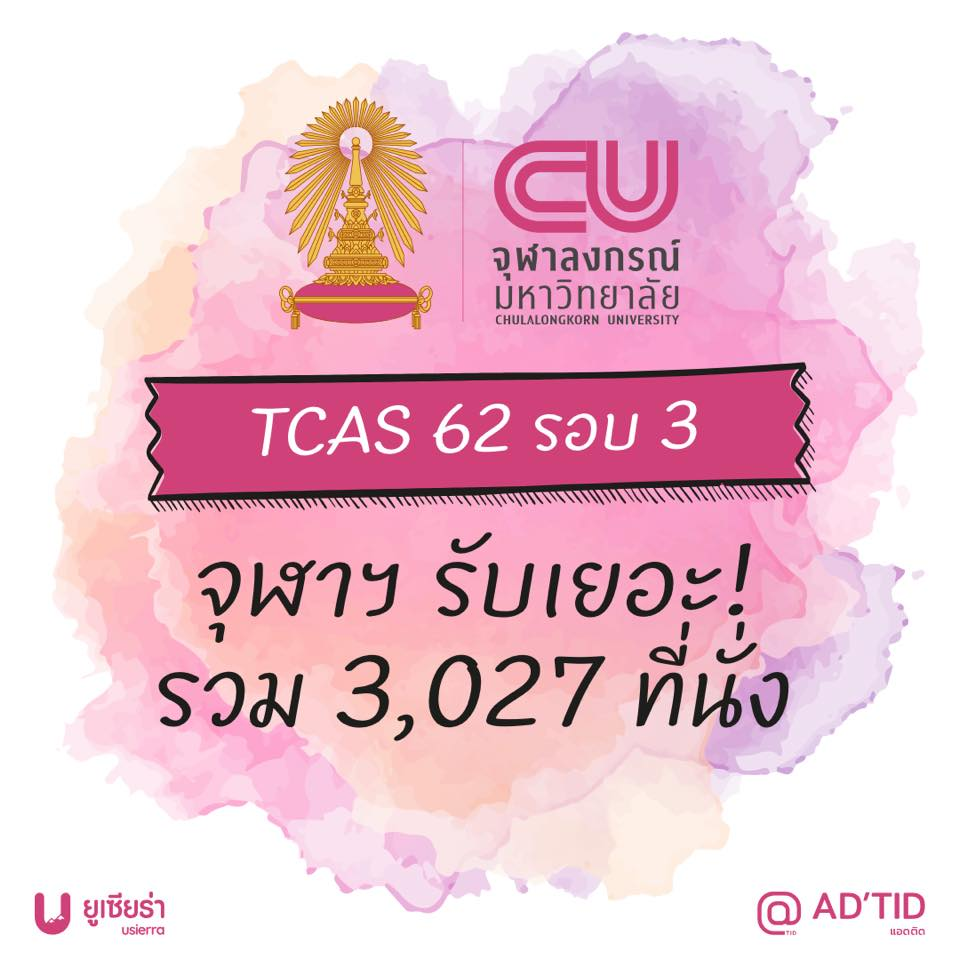 CU
จุฬาลงกรณ์
มหาวิทยาลัย
CHULALONGKORN UNIVERSITY
TCAS 62 รอบ 3
จุฬาฯ รับเยอะ!
รวม 3,027 ที่นั่ง
U ยูเซียร่า
usierra
@ AD'TID
TID แอดติด